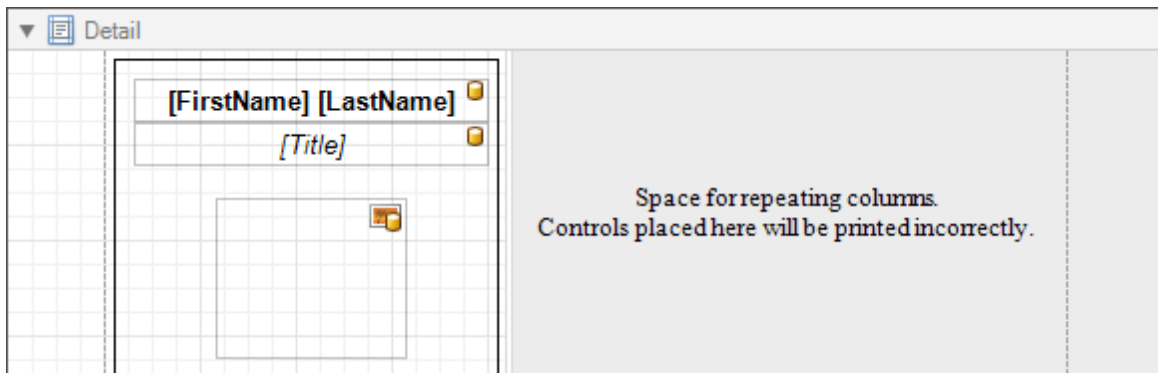 Detail
[FirstName] [LastName]
[Title]
Space for repeating columns.
Controls placed here will be printed incorrectly.